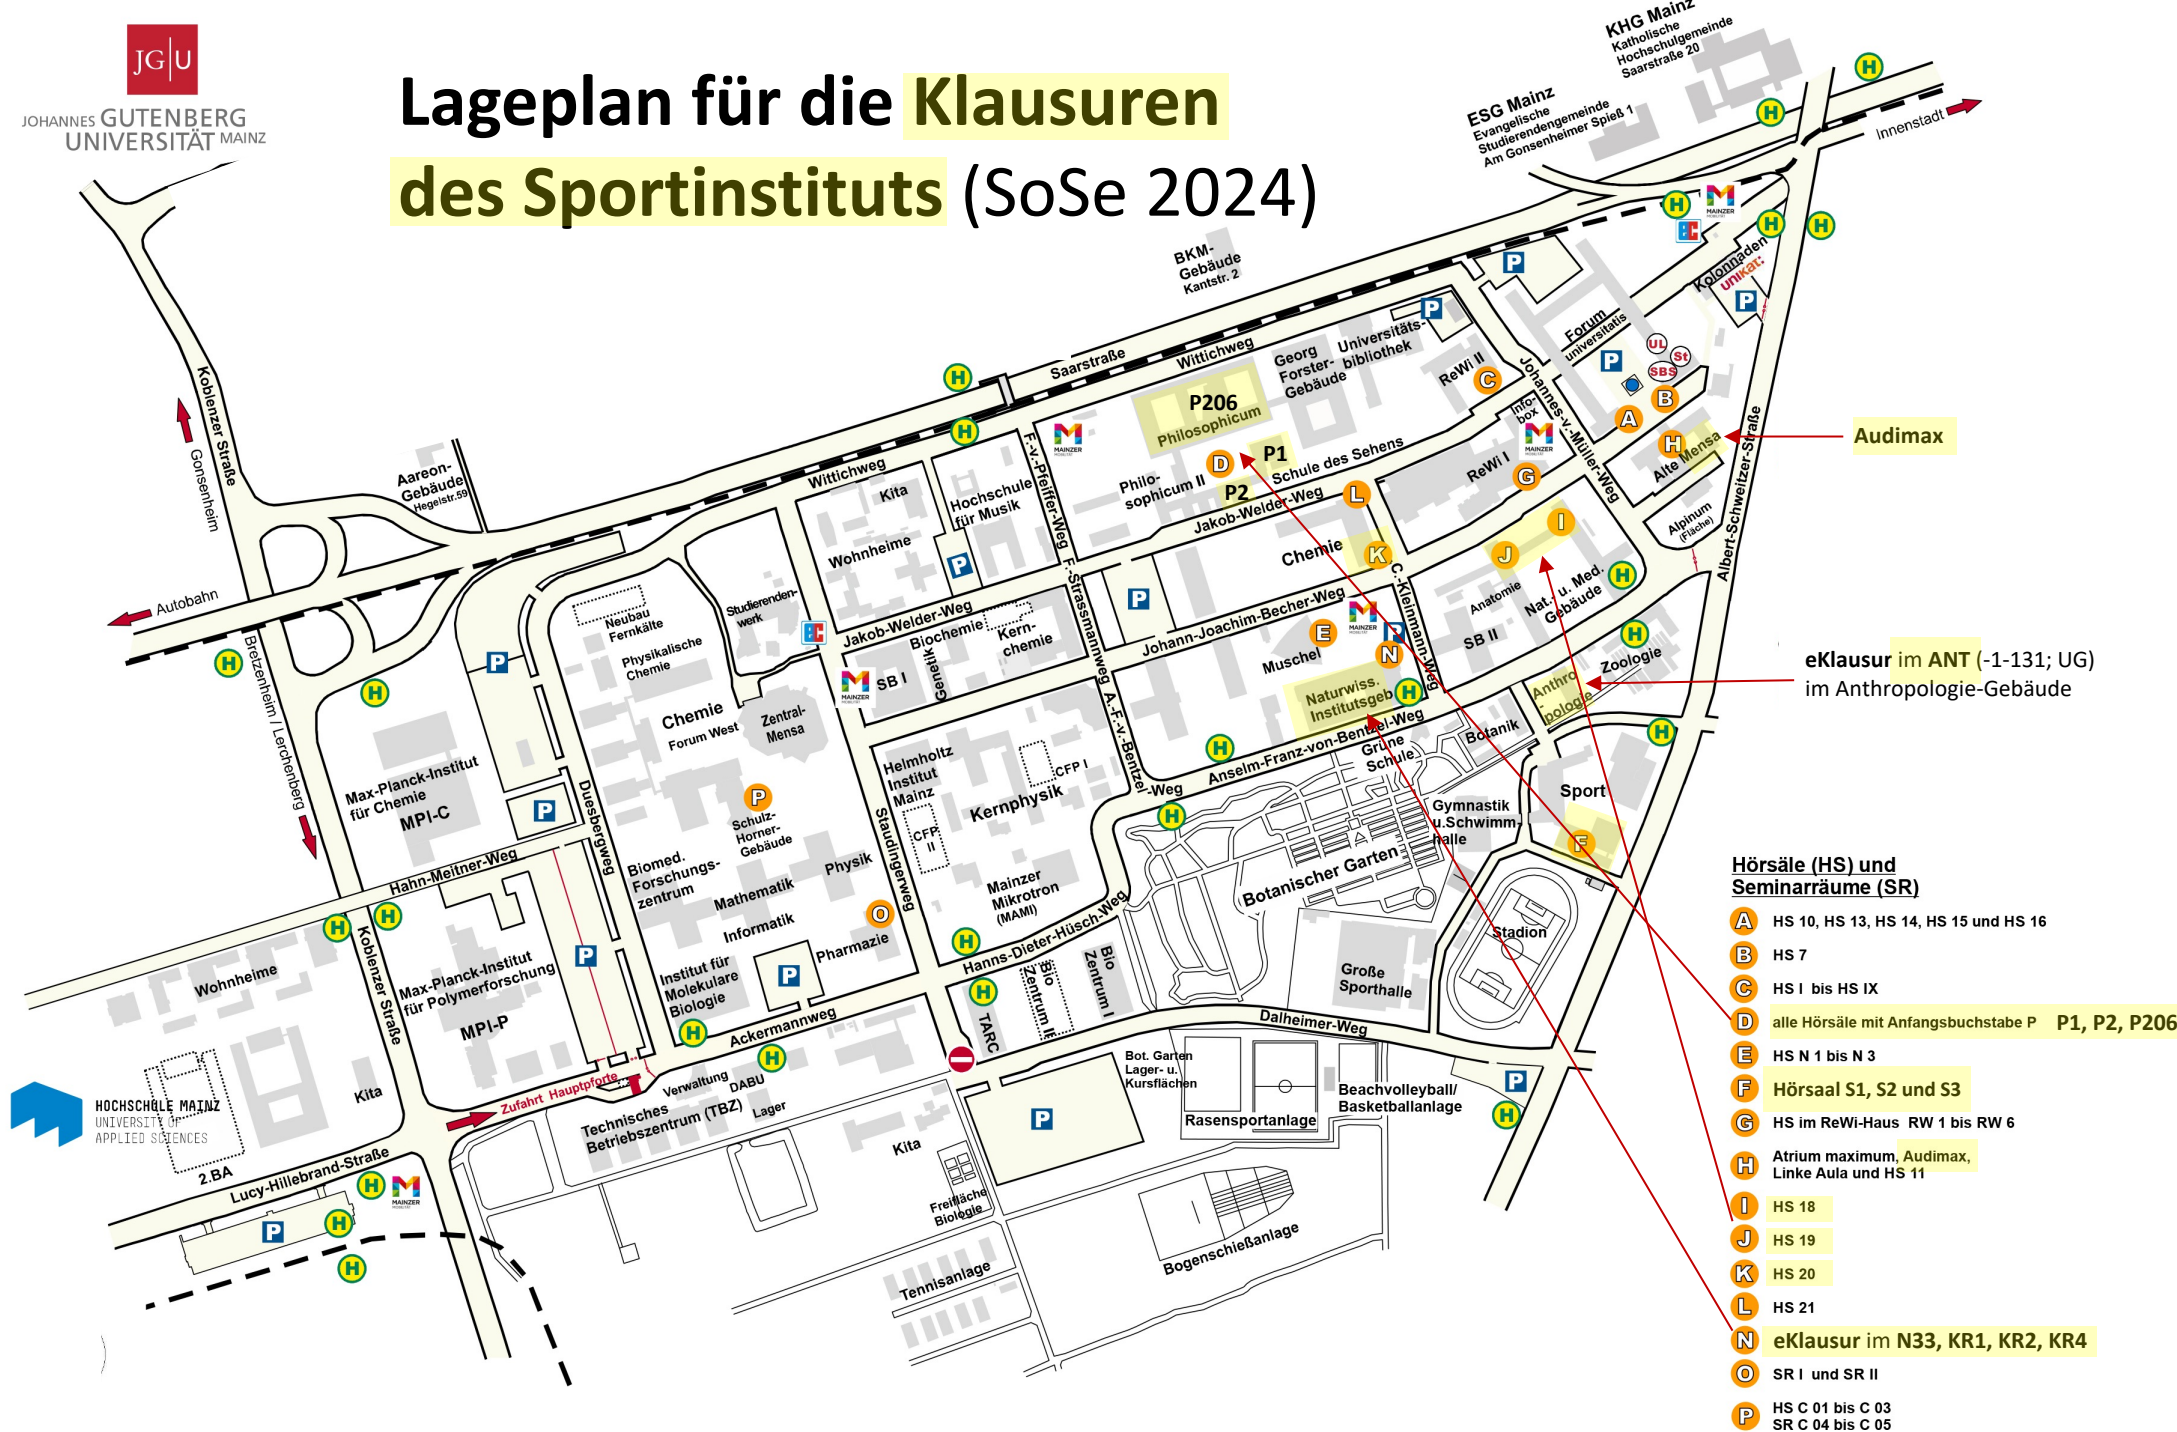 JG|U
JOHANNES GUTENBERG
UNIVERSITÄT MAINZ
Lageplan für die Klausuren
des Sportinstituts (SoSe 2024)
KHG Mainz
Katholische
Hochschulgemeinde
Saarstraße 20
ESG Mainz
Evangelische
Studierendengemeinde
Am Gonsenheimer Spieß 1
Innenstadt
BKM-
Gebäude
Kantstr. 2
MAINZER
MOBILITÄT
Kolonnaden
unikat:
Forum
universitatis
UL
St
SBS
Saarstraße
Wittichweg
Georg
Forster-
Gebäude
Universitäts-
bibliothek
ReWi II
C
Johannes-v.-Müller-Weg
Info-
box
A
B
H
Alte Mensa
Audimax
Albert-Schweitzer-Straße
Alpinum
(Fläche)
P206
Philosophicum
P1
D
P2
Philo-
sophicum II
Schule des Sehens
Jakob-Welder-Weg
L
ReWi I
G
I
J
K
Chemie
Anatomie
Nat.- u. Med.
Gebäude
SB II
C.-Kleinmann-Weg
Koblenzer Straße
Gonsenheim
Aareon-
Gebäude
Hegelstr.59
Autobahn
Bretzenheim / Lerchenberg
Wittichweg
Kita
Hochschule
für Musik
Wohnheime
F.-v.-Pfeiffer-Weg
F.-Strassmannweg
A.-F.-v.-Bentzel
-Weg
Neubau
Fernkälte
Physikalische
Chemie
Studierenden-
werk
Jakob-Welder-Weg
Biochemie
Genetik
Kern-
chemie
SB I
Johann-Joachim-Becher-Weg
E
Muschel
N
Naturwiss.
Institutsgeb
Zoologie
Anthro
-
pologie
eKlausur im ANT (-1-131; UG)
im Anthropologie-Gebäude
Chemie
Forum West
Zentral-
Mensa
Helmholtz
Institut
Mainz
CFP I
CFP
II
Kernphysik
Anselm-Franz-von-Bentzel-Weg
Grüne
Schule
Botanik
Sport
F
Gymnastik
u.Schwimm-
halle
Max-Planck-Institut
für Chemie
MPI-C
Duesbergweg
P
Schulz-
Horner-
Gebäude
Staudingerweg
Biomed.
Forschungs-
zentrum
Physik
Mathematik
Informatik
O
Pharmazie
Mainzer
Mikrotron
(MAMI)
Botanischer Garten
Hahn-Meitner-Weg
Hanns-Dieter-Hüsch-Weg
Stadion
Große
Sporthalle
Koblenzer Straße
Wohnheime
Max-Planck-Institut
für Polymerforschung
MPI-P
Institut für
Molekulare
Biologie
Ackermannweg
Bio
Zentrum II
Bio
Zentrum I
TARC
Dalheimer-Weg
Bot. Garten
Lager- u.
Kursflächen
Rasensportanlage
Beachvolleyball/
Basketballanlage
Zufahrt Hauptpforte
Verwaltung
DABU
Lager
Technisches
Betriebszentrum (TBZ)
Kita
Kita
Freifläche
Biologie
Tennisanlage
Bogenschießanlage
HOCHSCHULE MAINZ
UNIVERSITY OF
APPLIED SCIENCES
2.BA
Lucy-Hillebrand-Straße
MAINZER
MOBILITÄT
Hörsäle (HS) und
Seminarräume (SR)
A HS 10, HS 13, HS 14, HS 15 und HS 16
B HS 7
C HS I bis HS IX
D alle Hörsäle mit Anfangsbuchstabe P P1, P2, P206
E HS N 1 bis N 3
F Hörsaal S1, S2 und S3
G HS im ReWi-Haus RW 1 bis RW 6
H Atrium maximum, Audimax,
Linke Aula und HS 11
I HS 18
J HS 19
K HS 20
L HS 21
N eKlausur im N33, KR1, KR2, KR4
O SR I und SR II
P HS C 01 bis C 03
SR C 04 bis C 05